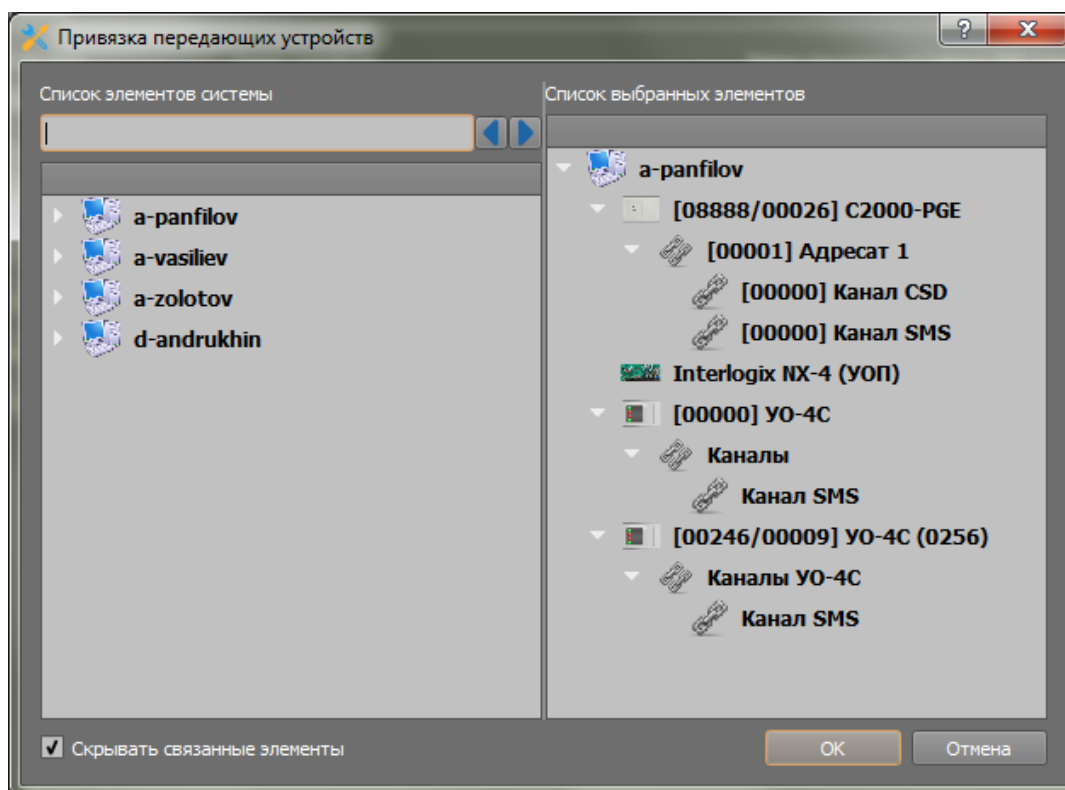 Привязка передающих устройств
?
X
Список элементов системы
Список выбранных элементов
a-panfilov
a-vasiliev
a-zolotov
d-andrukhin
a-panfilov
[08888/00026] C2000-PGE
[00001] Адресат 1
[00000] Канал CSD
[00000] Канал SMS
Interlogix NX-4 (УОП)
[00000] УО-4С
Каналы
Канал SMS
[00246/00009] УО-4С (0256)
Каналы УО-4С
Канал SMS
Скрывать связанные элементы
OK
Отмена